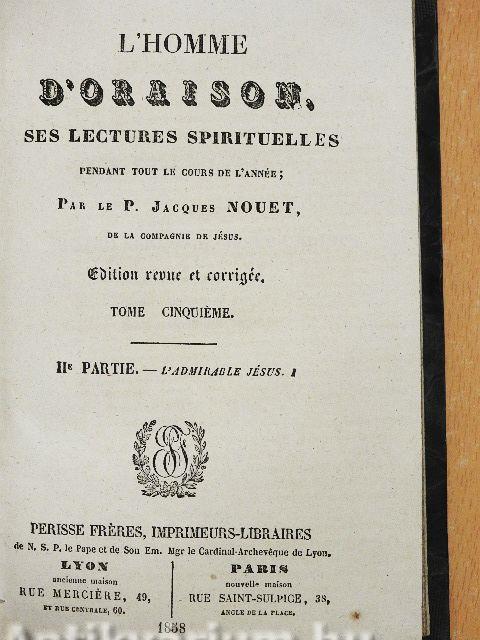 L'HOMME
D'ORAISON,
SES LECTURES SPIRITUELLES
PENDANT TOUT LE COURS DE L'ANNÉE;
PAR LE P. JACQUES NOUET,
DE LA COMPAGNIE DE JÉSUS.
Edition revue et corrigée.
TOME CINQUIÈME.
IIE PARTIE. — L'ADMIRABLE JÉSUS. 1
PERISSE FRÈRES, IMPRIMEURS-LIBRAIRES
de N. S. P. le Pape et de Son Em. Mgr le Cardinal-Archevêque de Lyon.
LYON
ancienne maison
RUE MERCIÈRE, 49,
ET RUE CENTRALE, 60.
PARIS
nouvelle maison
RUE SAINT-SULPICE, 38,
ANGLE DE LA PLACE.
1858